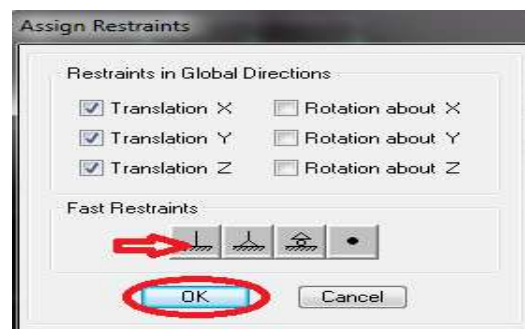 Assign Restraints
Restraints in Global Directions
Translation X Rotation about X
Translation Y Rotation about Y
Translation Z Rotation about Z
Fast Restraints
OK Cancel